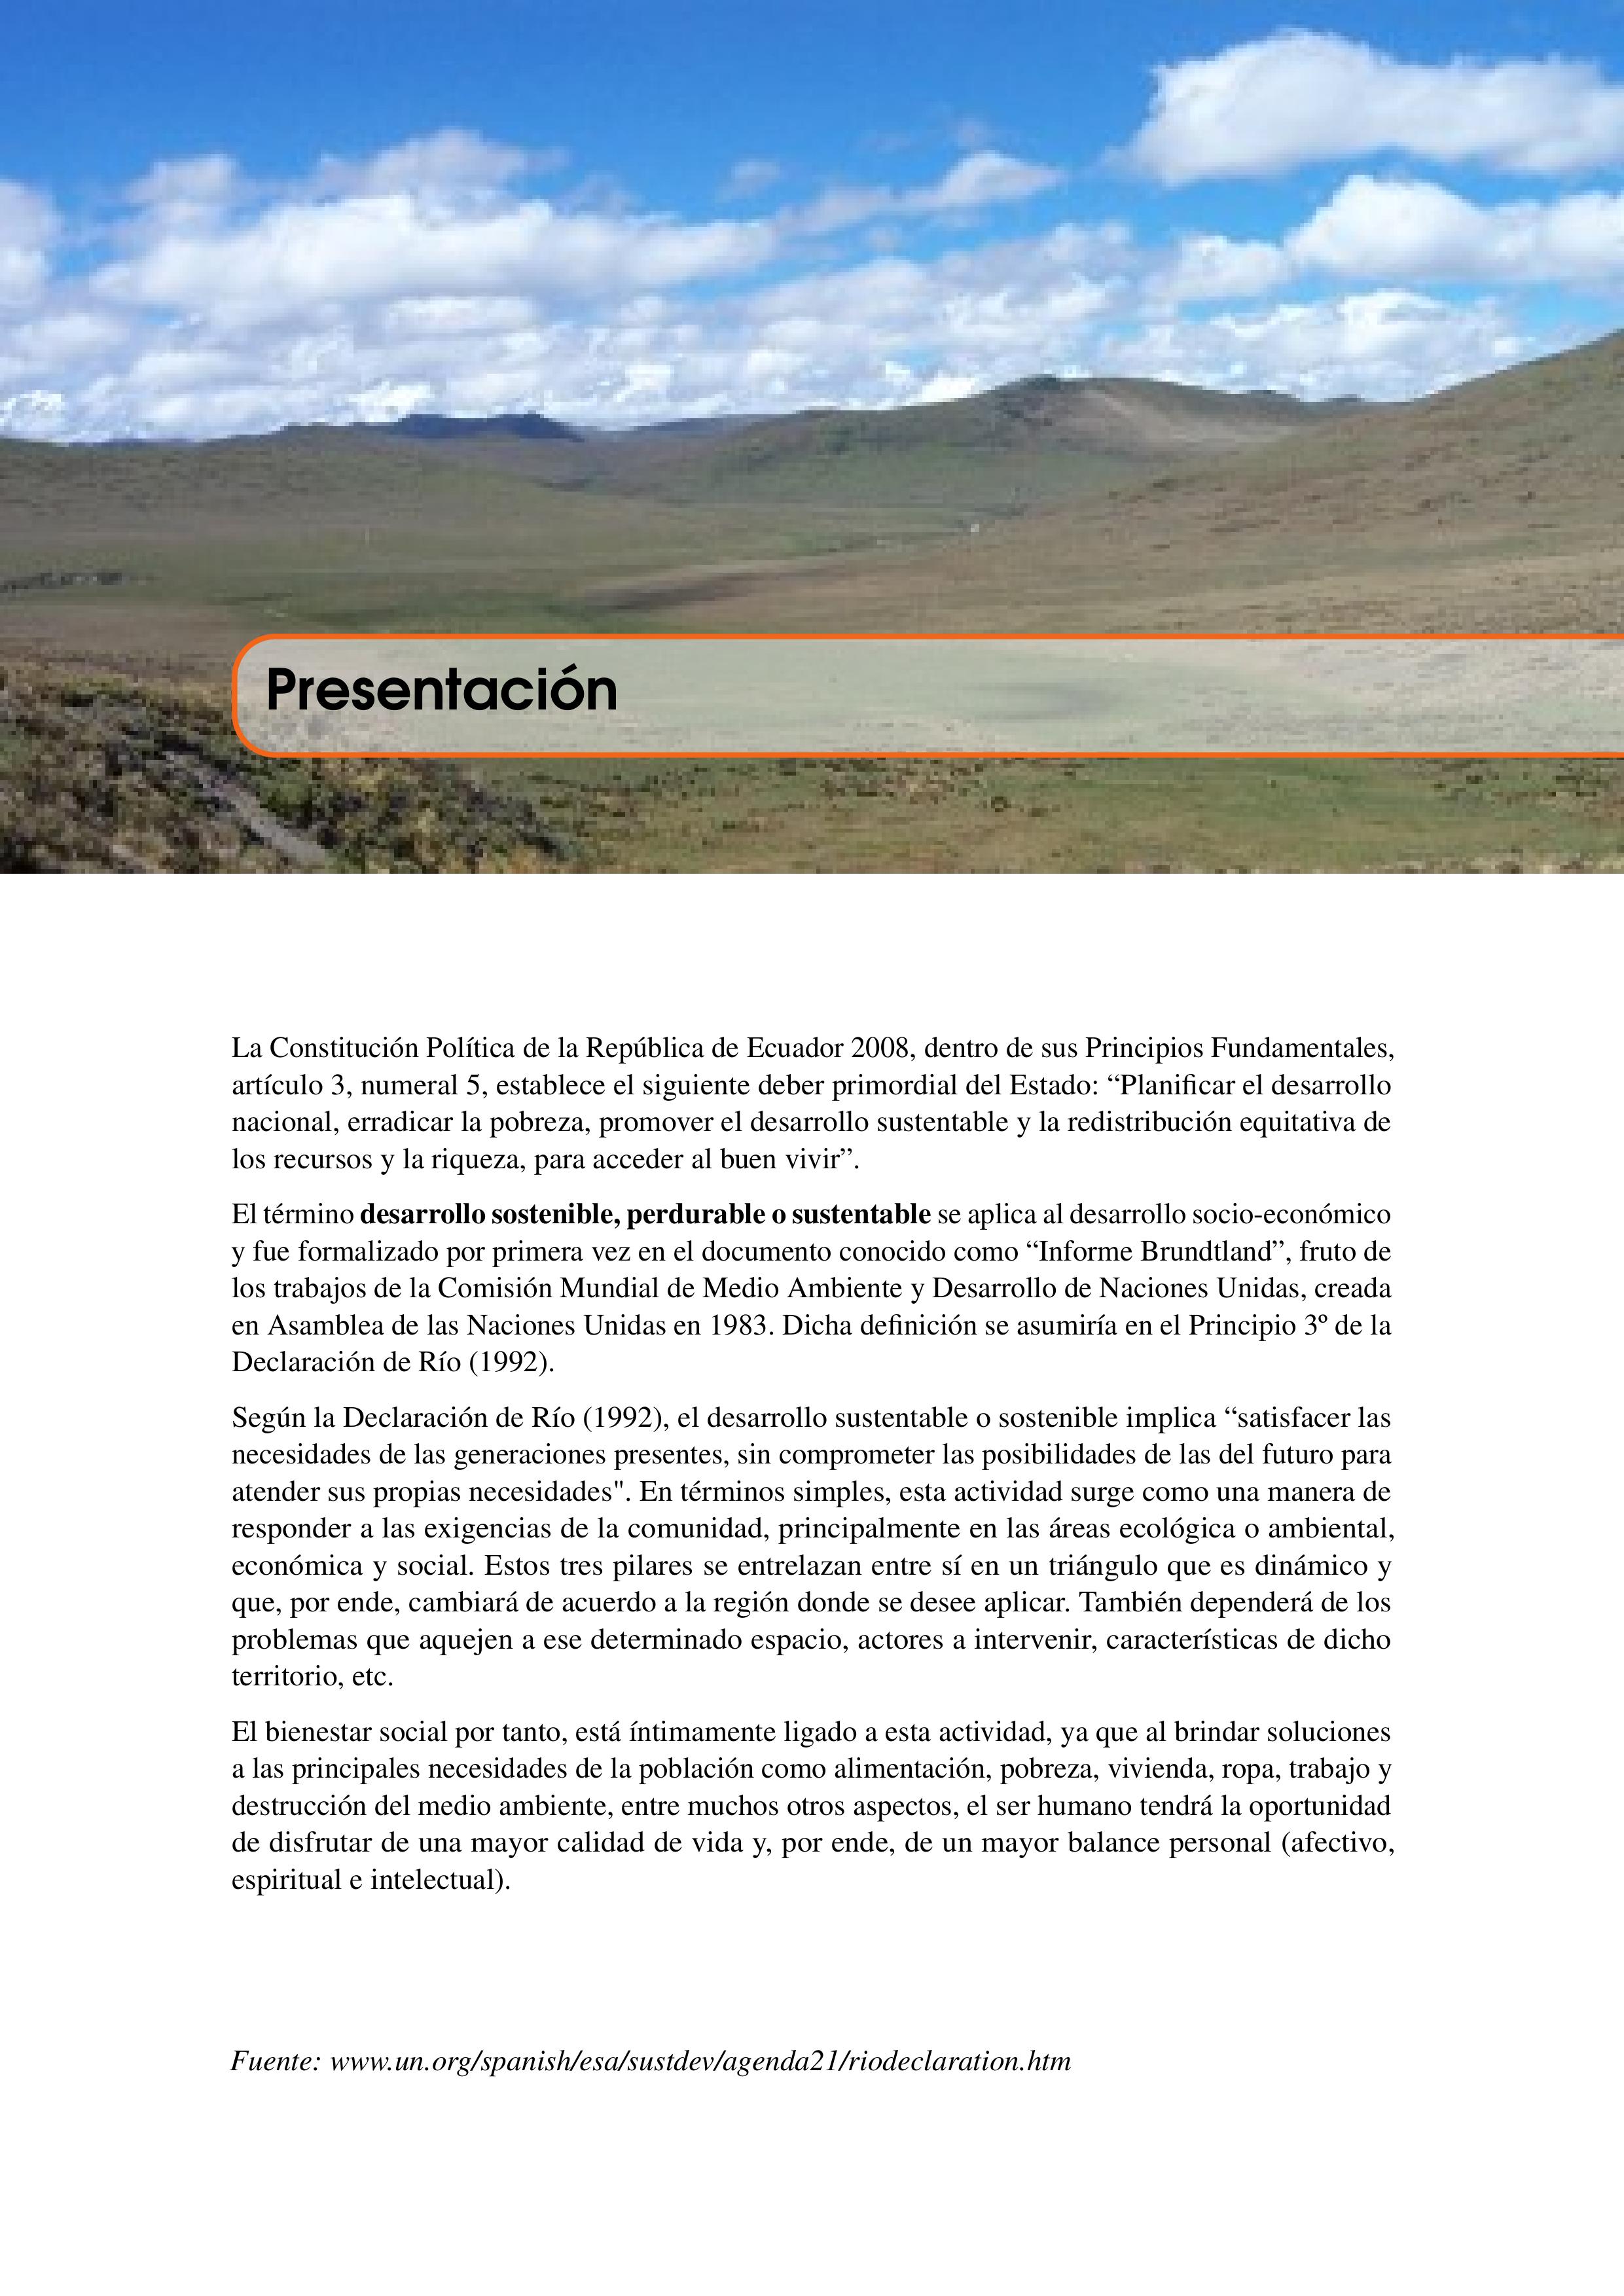 Presentación
La Constitución Política de la República de Ecuador 2008, dentro de sus Principios Fundamentales,
artículo 3, numeral 5, establece el siguiente deber primordial del Estado: “Planificar el desarrollo
nacional, erradicar la pobreza, promover el desarrollo sustentable y la redistribución equitativa de
los recursos y la riqueza, para acceder al buen vivir”.
El término desarrollo sostenible, perdurable o sustentable se aplica al desarrollo socio-económico
y fue formalizado por primera vez en el documento conocido como “Informe Brundtland”, fruto de
los trabajos de la Comisión Mundial de Medio Ambiente y Desarrollo de Naciones Unidas, creada
en Asamblea de las Naciones Unidas en 1983. Dicha definición se asumiría en el Principio 3º de la
Declaración de Río (1992).
Según la Declaración de Río (1992), el desarrollo sustentable o sostenible implica “satisfacer las
necesidades de las generaciones presentes, sin comprometer las posibilidades de las del futuro para
atender sus propias necesidades". En términos simples, esta actividad surge como una manera de
responder a las exigencias de la comunidad, principalmente en las áreas ecológica o ambiental,
económica y social. Estos tres pilares se entrelazan entre sí en un triángulo que es dinámico y
que, por ende, cambiará de acuerdo a la región donde se desee aplicar. También dependerá de los
problemas que aquejen a ese determinado espacio, actores a intervenir, características de dicho
territorio, etc.
El bienestar social por tanto, está íntimamente ligado a esta actividad, ya que al brindar soluciones
a las principales necesidades de la población como alimentación, pobreza, vivienda, ropa, trabajo y
destrucción del medio ambiente, entre muchos otros aspectos, el ser humano tendrá la oportunidad
de disfrutar de una mayor calidad de vida y, por ende, de un mayor balance personal (afectivo,
espiritual e intelectual).
Fuente: www.un.org/spanish/esa/sustdev/agenda21/riodeclaration.htm